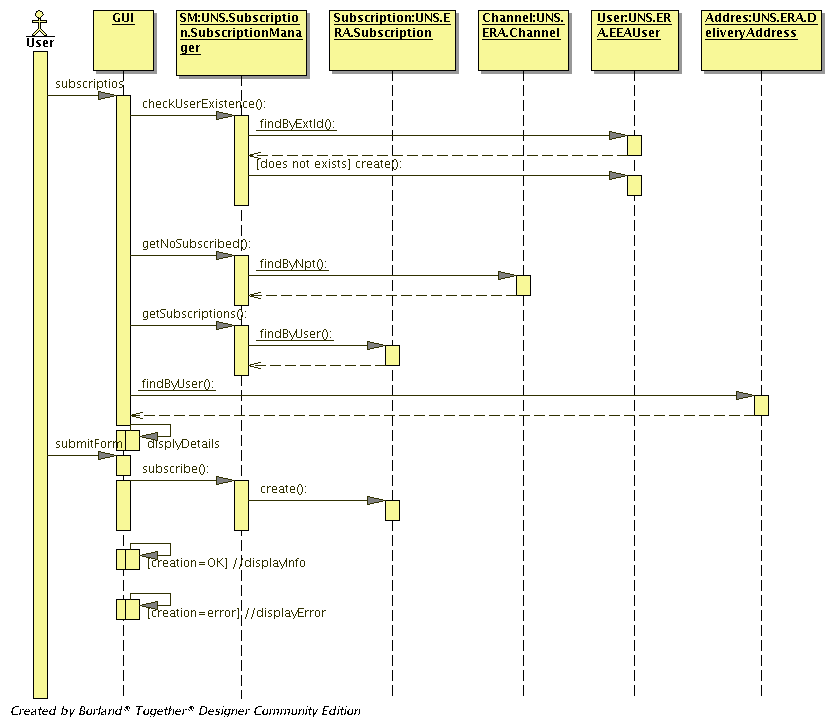 User
GUI
SM:UNS.Subscriptio
n.SubscriptionMana
ger
Subscription:UNS.E
RA.Subscription
Channel:UNS.
ERA.Channel
User:UNS.ER
A.EEAUser
Addres:UNS.ERA.D
eliveryAddress
subscriptios
checkUserExistence():
findByExtId():
[does not exists] create():
getNoSubscribed():
findByNpt():
getSubscriptions():
findByUser():
findByUser():
submitForm
displyDetails
subscribe():
create():
[creation=OK] //displayInfo
[creation=error] //displayError
Created by Borland® Together® Designer Community Edition